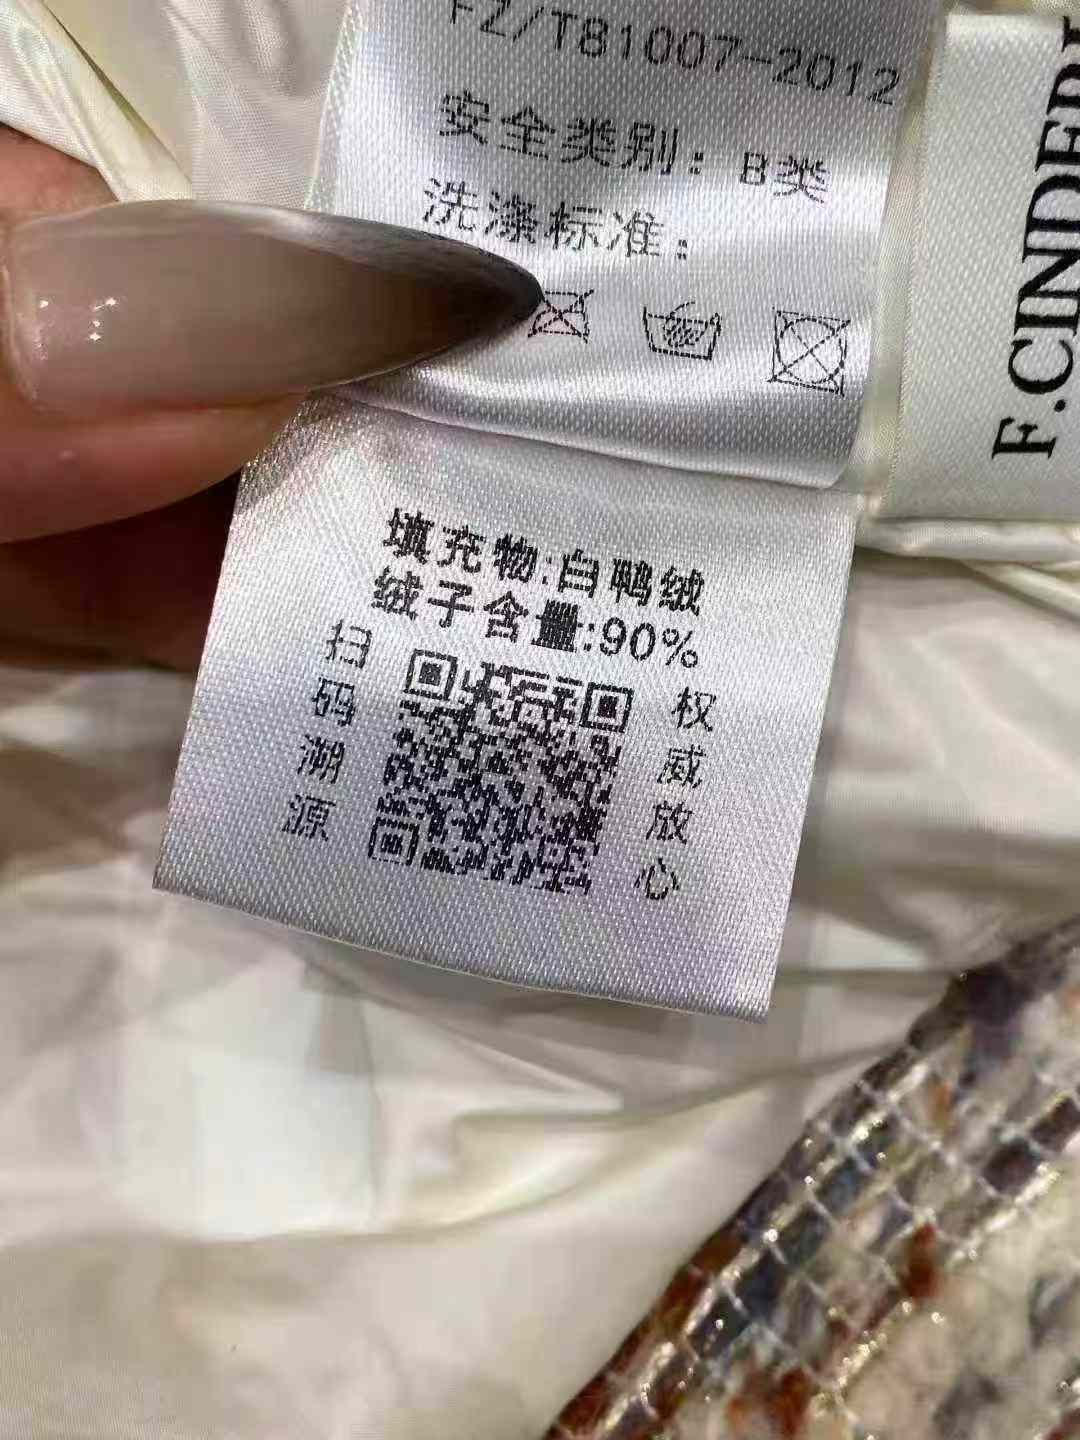 FZ/T81007-2012
安全类别：B类
洗涤标准：
F.CINDER
填充物:白鸭绒
绒子含量:90%
扫码溯源
权威放心